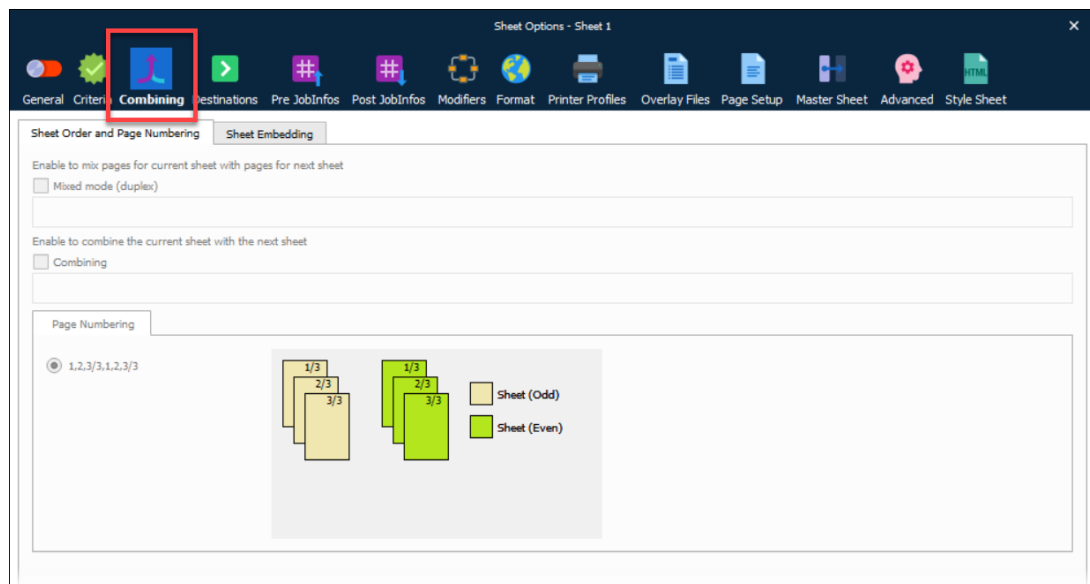 Sheet Options - Sheet 1
General Criteria Combining Destinations Pre JobInfos Post JobInfos Modifiers Format Printer Profiles Overlay Files Page Setup Master Sheet Advanced Style Sheet
HTML
Sheet Order and Page Numbering Sheet Embedding
Enable to mix pages for current sheet with pages for next sheet
Mixed mode (duplex)
Enable to combine the current sheet with the next sheet
Combining
Page Numbering
1,2,3/3,1,2,3/3
1/3 1/3
2/3 2/3
3/3 3/3
Sheet (Odd)
Sheet (Even)